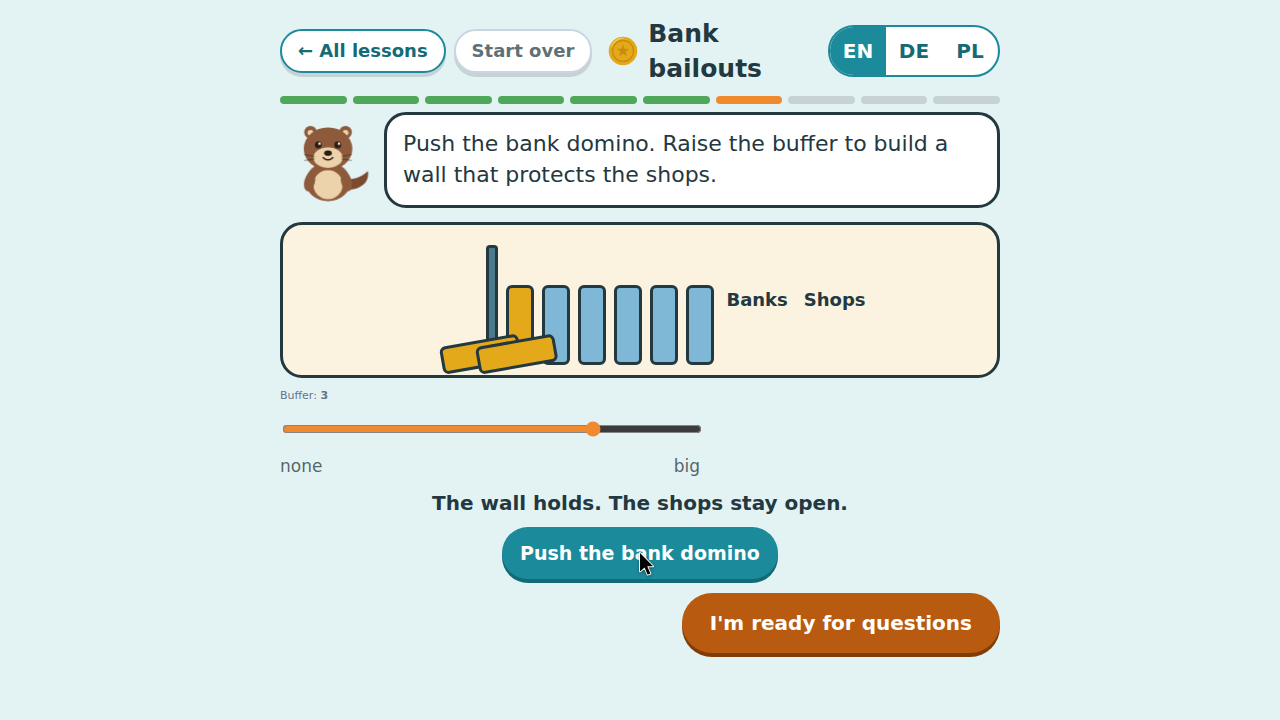 ← All lessons
Start over
Bank
bailouts
EN DE PL
Push the bank domino. Raise the buffer to build a
wall that protects the shops.
Banks Shops
Buffer: 3
none
big
The wall holds. The shops stay open.
Push the bank domino
I'm ready for questions